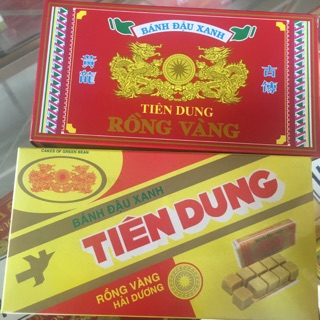 BÁNH ĐẬU XANH
黃龍
古傳
TIÊN DUNG
RỒNG VÀNG
CAKES OF GREEN BEAN
BÁNH ĐẬU XANH
TIÊN DUNG
RỒNG VÀNG
HẢI DƯƠNG